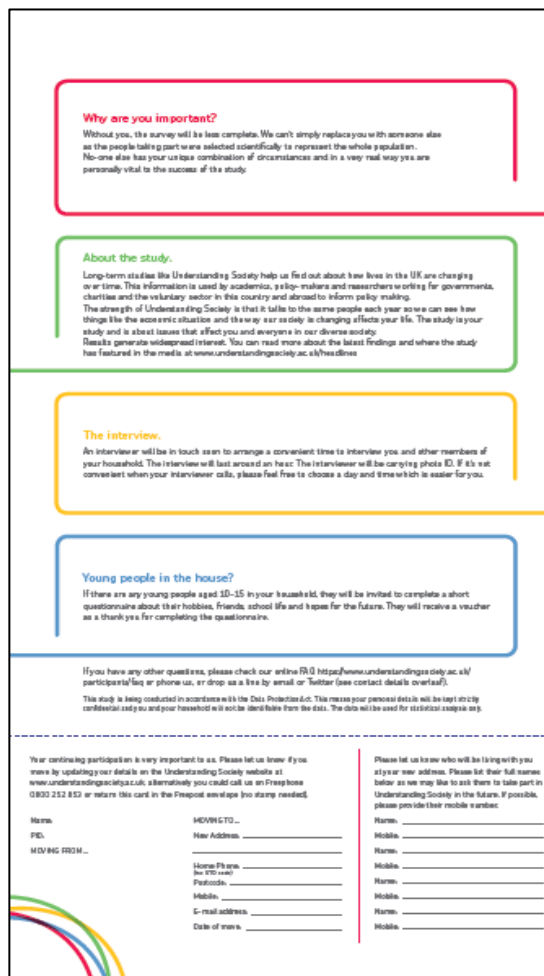 Why are you important?
Without you, the survey will be less complete. We can't simply replace you with someone else
as the people taking part were selected scientifically to represent the whole population.
No-one else has your unique combination of circumstances and in a very real way you are
personally vital to the success of the study.
About the study.
Long-term studies like Understanding Society help us find out about how lives in the UK are changing
over time. This information is used by academics, policy-makers and researchers working for governments,
charities and the voluntary sector in this country and abroad to inform policy making.
The strength of Understanding Society is that it talks to the same people each year so we can see how
things like the economic situation and the way our society is changing affects your life. The study is your
study and is about issues that affect you and everyone in our diverse society.
Results generate widespread interest. You can read more about the latest findings and where the study
has featured in the media at www.understandingsociety.ac.uk/headlines
The interview.
An interviewer will be in touch soon to arrange a convenient time to interview you and other members of
your household. The interview will last around an hour. The interviewer will be carrying photo ID. If it's not
convenient when your interviewer calls, please feel free to choose a day and time which is easier for you.
Young people in the house?
If there are any young people aged 10-15 in your household, they will be invited to complete a short
questionnaire about their hobbies, friends, school life and hopes for the future. They will receive a voucher
as a thank you for completing the questionnaire.
If you have any other questions, please check our online FAQ https://www.understandingsociety.ac.uk/
participants/faq or phone us, or drop us a line by email or Twitter (see contact details overleaf).
This study is being conducted in accordance with the Data Protection Act. This means your personal details will be kept strictly
confidential and you and your household will not be identifiable from the data. The data will be used for statistical analysis only.
Your continuing participation is very important to us. Please let us know if you
move by updating your details on the Understanding Society website at
www.understandingsociety.ac.uk, alternatively you could call us on Freephone
0800 252 853 or return this card in the Freepost envelope (no stamp needed).
Name:
PID:
MOVING FROM...
MOVING TO...
New Address:
Home Phone:
(inc STD code)
Postcode:
Mobile:
E-mail address:
Date of move:
Please let us know who will be living with you
at your new address. Please list their full names
below as we may like to ask them to take part in
Understanding Society in the future. If possible,
please provide their mobile number.
Name:
Mobile:
Name:
Mobile:
Name:
Mobile:
Name:
Mobile: